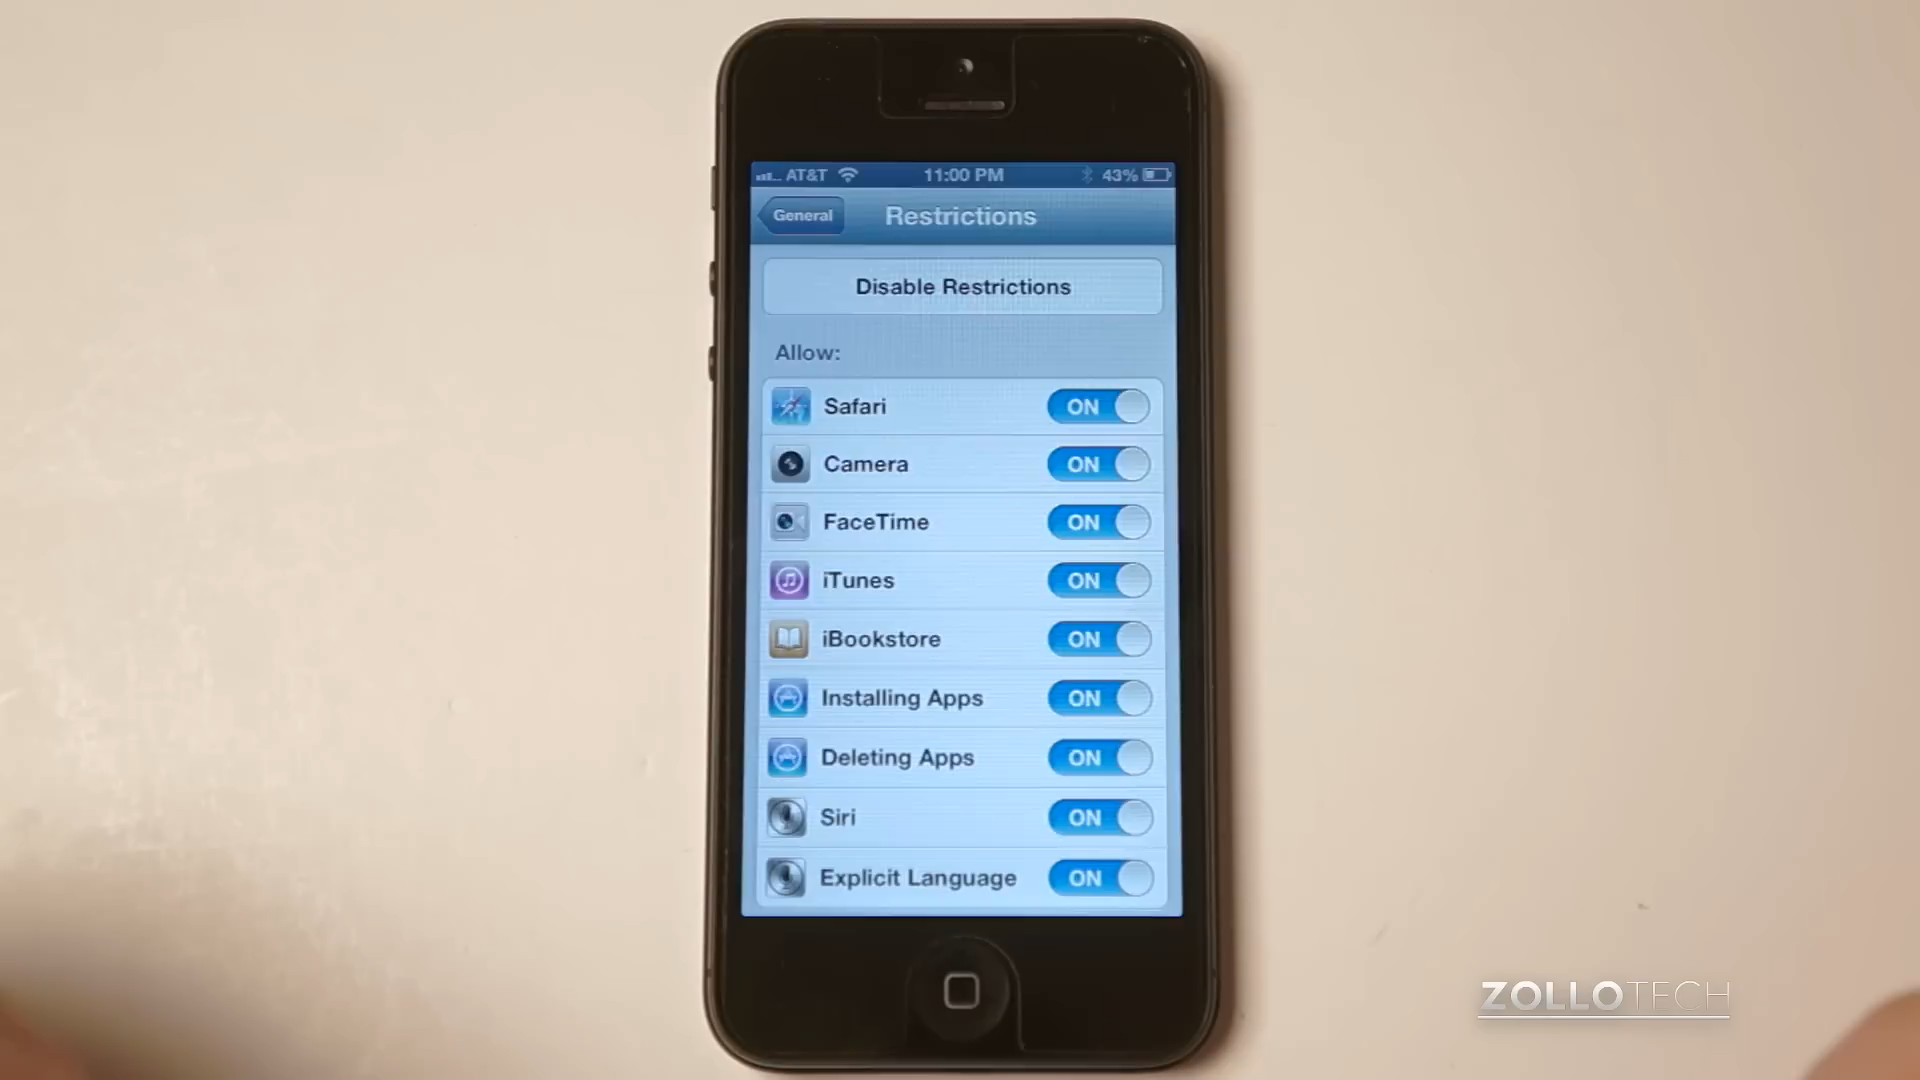 AT&T 11:00 PM 43%
General Restrictions
Disable Restrictions
Allow:
Safari ON
Camera ON
FaceTime ON
iTunes ON
iBookstore ON
Installing Apps ON
Deleting Apps ON
Siri ON
Explicit Language ON
ZOLLOTECH